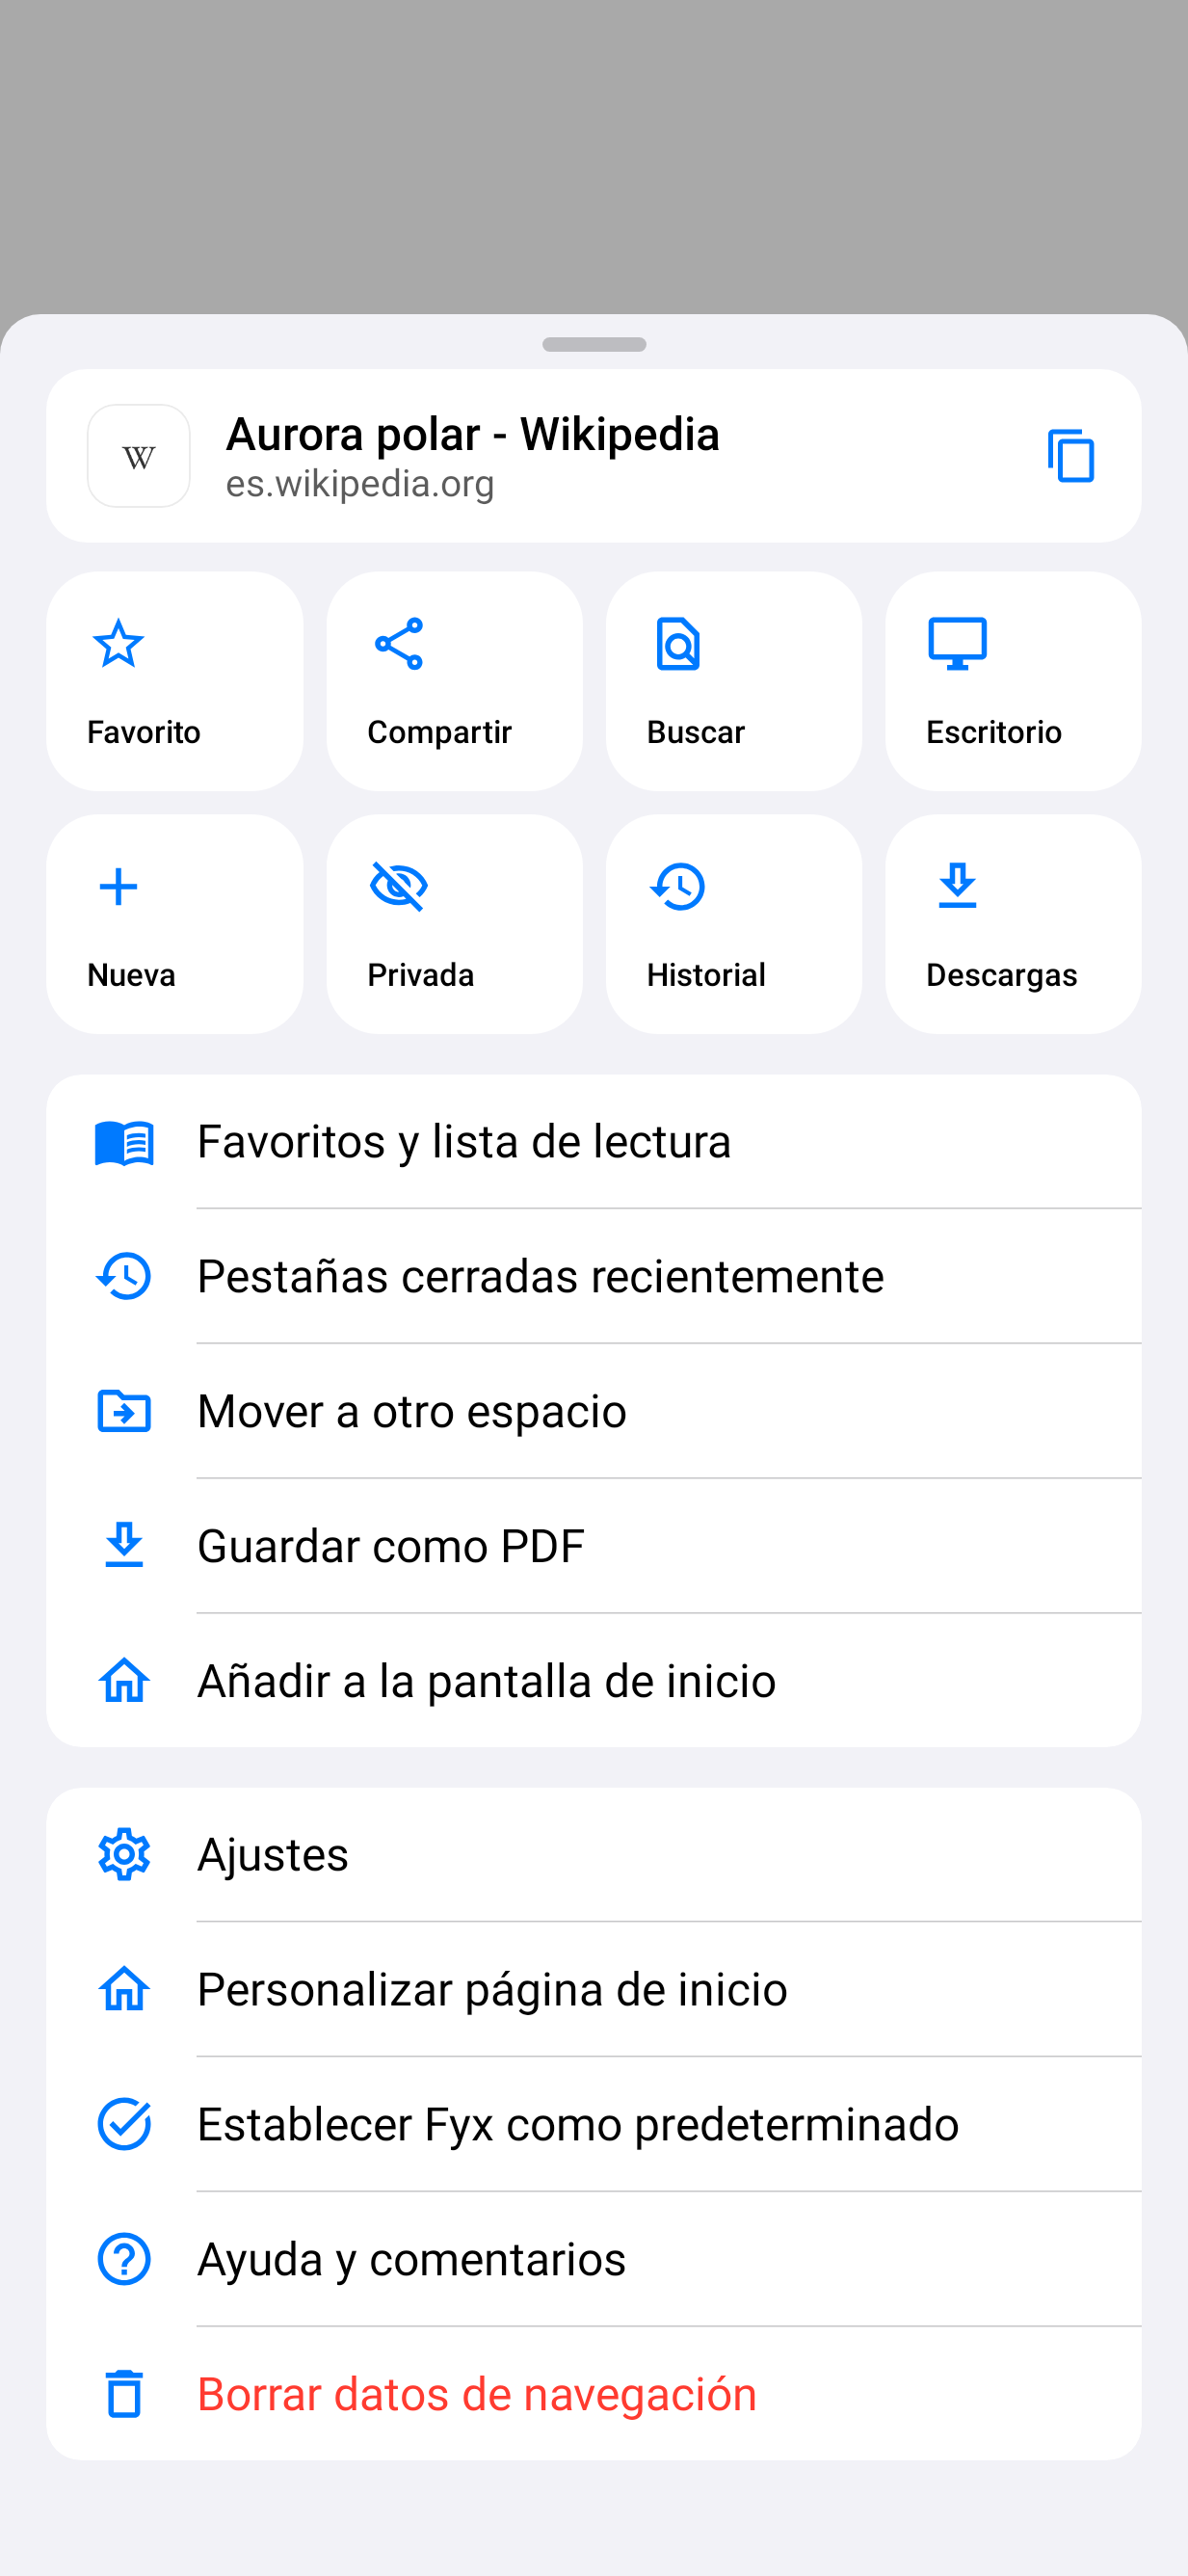 W
Aurora polar - Wikipedia
es.wikipedia.org
Favorito
Compartir
Buscar
Escritorio
Nueva
Privada
Historial
Descargas
Favoritos y lista de lectura
Pestañas cerradas recientemente
Mover a otro espacio
Guardar como PDF
Añadir a la pantalla de inicio
Ajustes
Personalizar página de inicio
Establecer Fyx como predeterminado
Ayuda y comentarios
Borrar datos de navegación